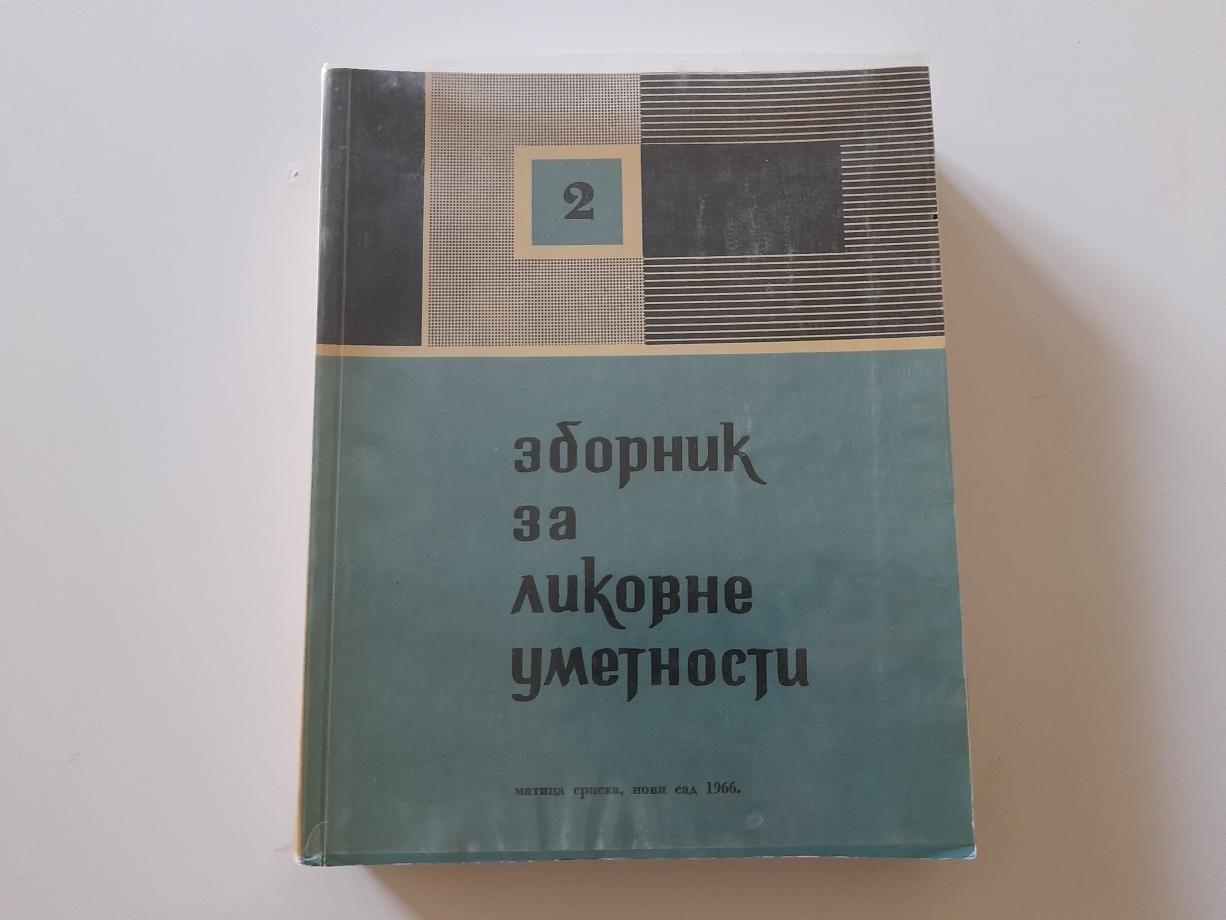 2
зборник
за
ликовне
уметности
матица српска, нови сад 1966.